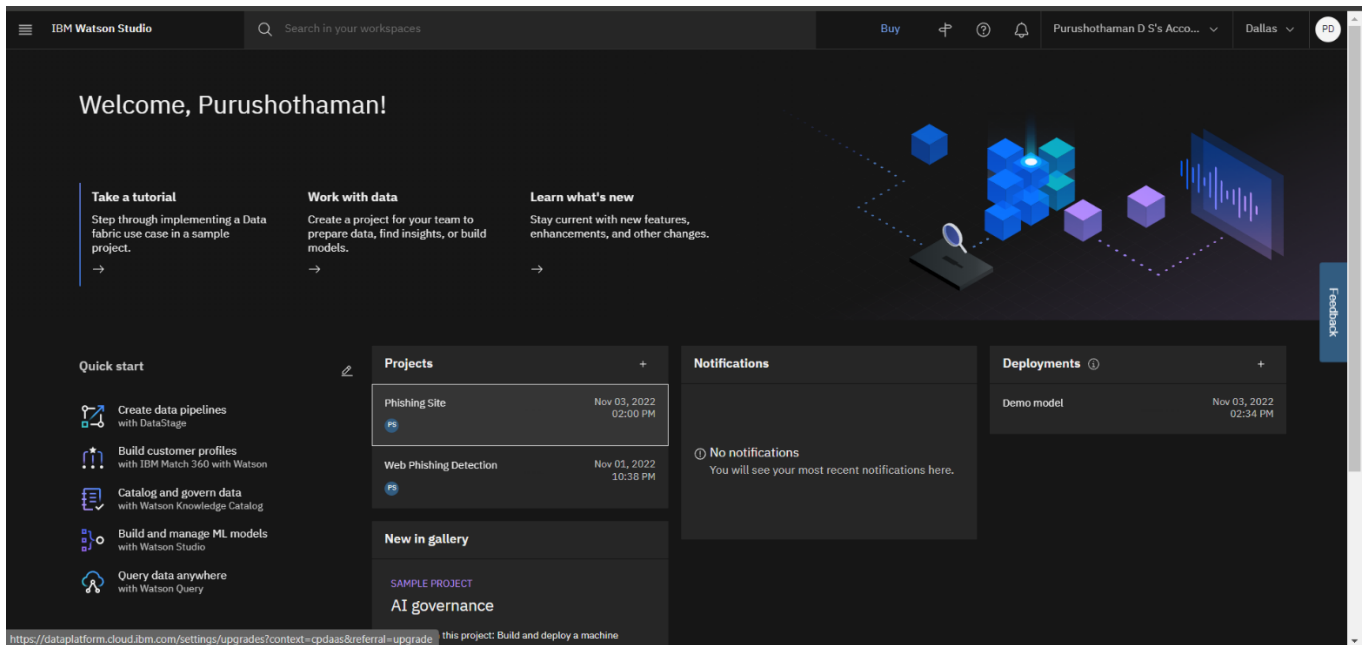 IBM Watson Studio
Search in your workspaces
Buy
Purushothaman D S's Acco...
Dallas
PD
Welcome, Purushothaman!
Take a tutorial
Step through implementing a Data
fabric use case in a sample
project.
Work with data
Create a project for your team to
prepare data, find insights, or build
models.
Learn what's new
Stay current with new features,
enhancements, and other changes.
Feedback
Quick start
Create data pipelines
with DataStage
Build customer profiles
with IBM Match 360 with Watson
Catalog and govern data
with Watson Knowledge Catalog
Build and manage ML models
with Watson Studio
Query data anywhere
with Watson Query
Projects
Phishing Site
Nov 03, 2022
02:00 PM
PS
Web Phishing Detection
Nov 01, 2022
10:38 PM
PS
New in gallery
SAMPLE PROJECT
AI governance
this project: Build and deploy a machine
Notifications
No notifications
You will see your most recent notifications here.
Deployments
Demo model
Nov 03, 2022
02:34 PM
https://dataplatform.cloud.ibm.com/settings/upgrades?context=cpdaas&referral=upgrade